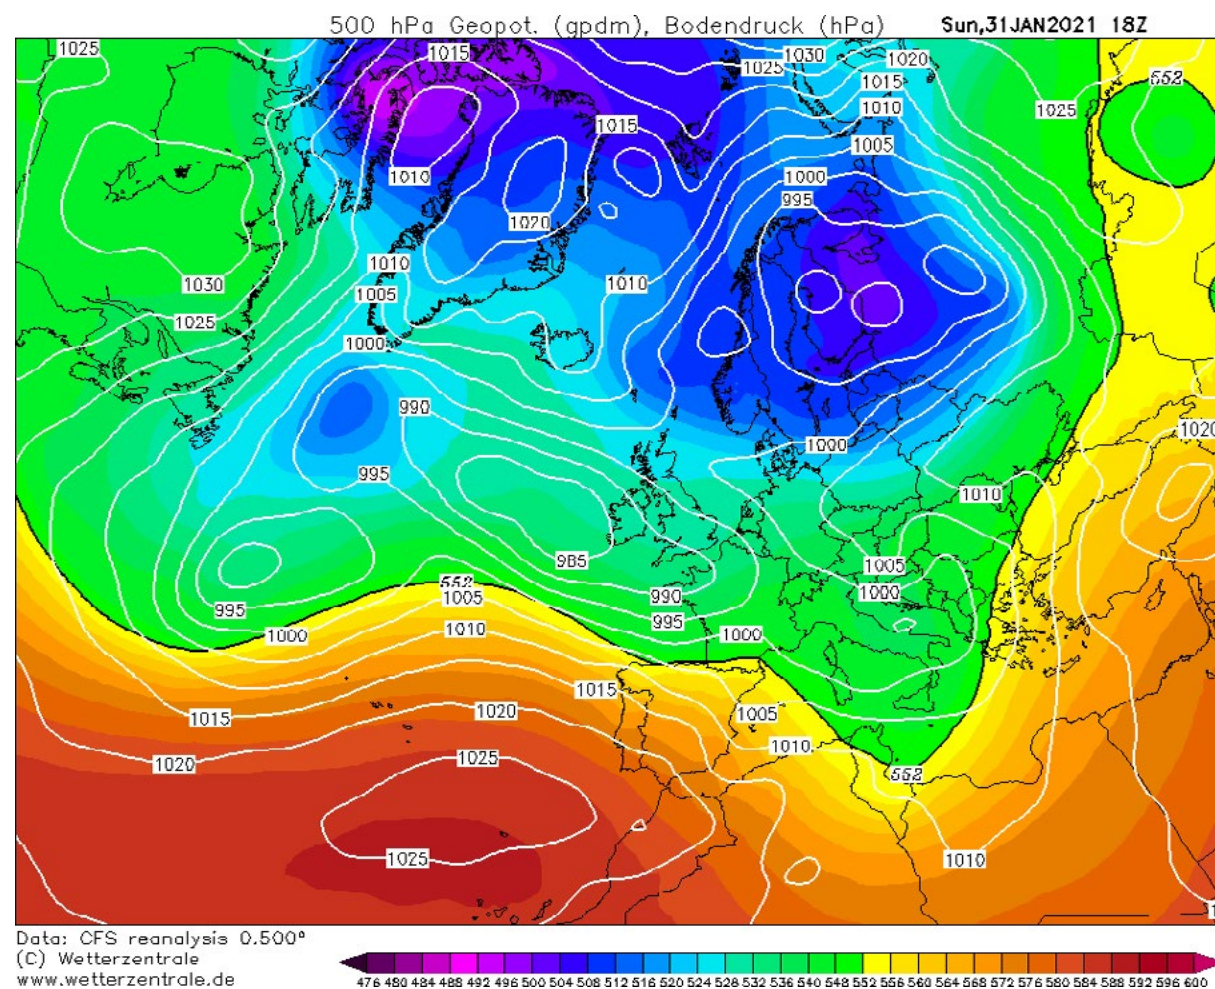 500 hPa Geopot. (gpdm), Bodendruck (hPa) Sun,31JAN2021 18Z
1025 1015 1030 1020
1025 552
1015
1010 1025
1015
1005
1010 1000
995
1020
1010
1030 1005 1010
1025
1000
990
1020
1000
995
1010
985 1005
552 1000
995 1005 990
1000 1010 995 1000
1015 1020 1015 1005
1020 1025 1010
552
1025 1010
Data: CFS reanalysis 0.500°
(C) Wetterzentrale
www.wetterzentrale.de
476 480 484 488 492 496 500 504 508 512 516 520 524 528 532 536 540 544 548 552 556 560 564 568 572 576 580 584 588 592 596 600